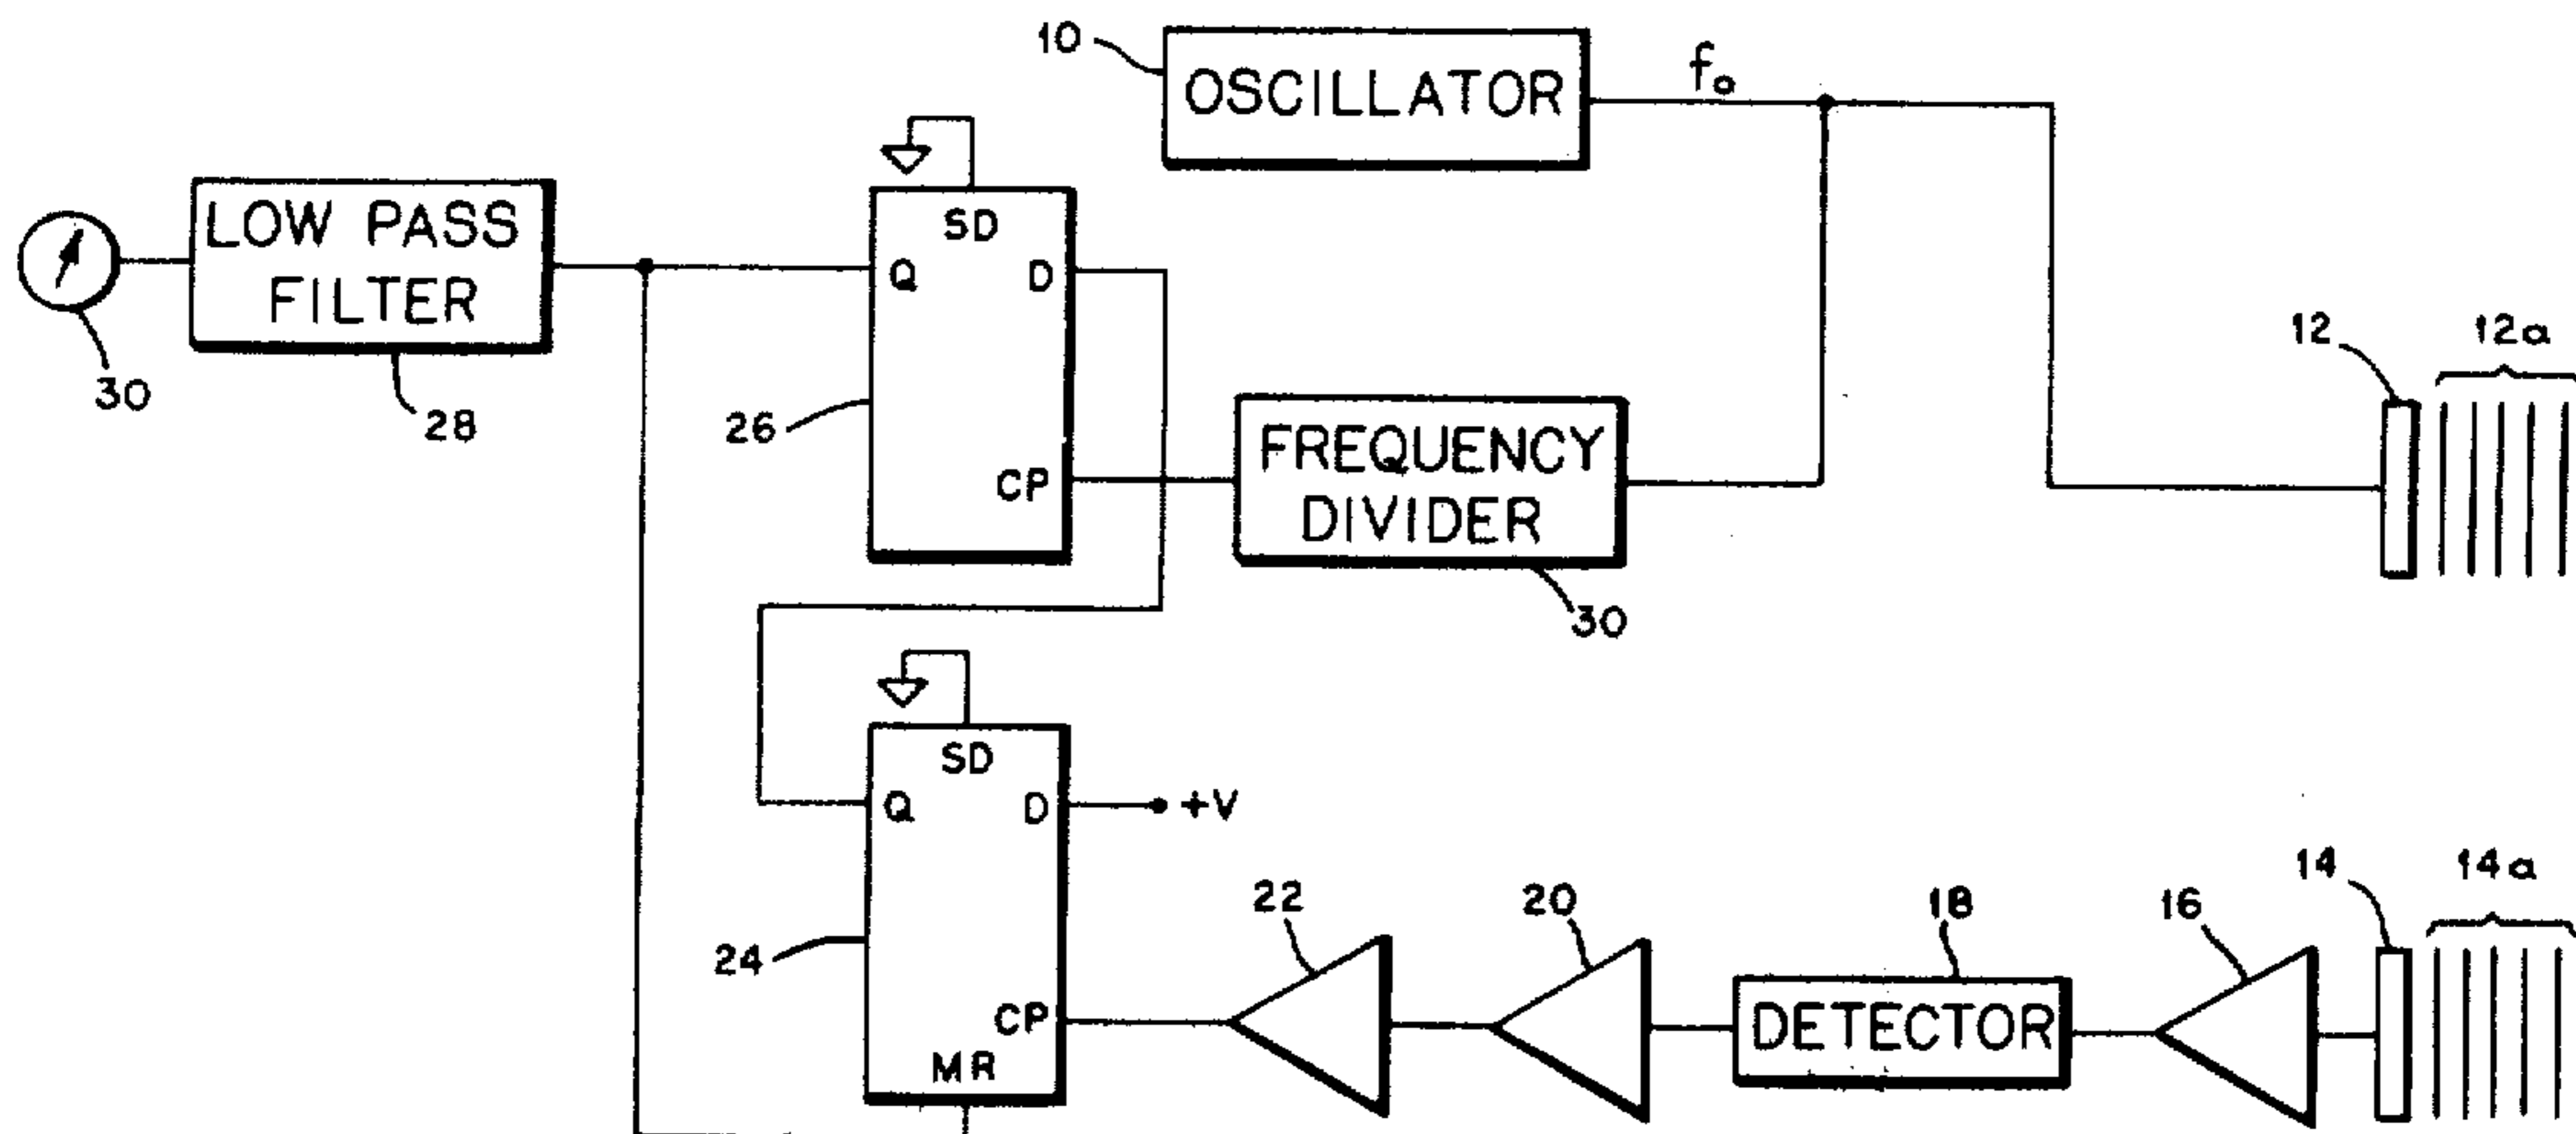 10
OSCILLATOR
fo
LOW PASS
FILTER
30
28
SD
Q D
CP
26
FREQUENCY
DIVIDER
30
12
12a
SD
Q D
+V
CP
MR
24
22
20
18
DETECTOR
16
14
14a